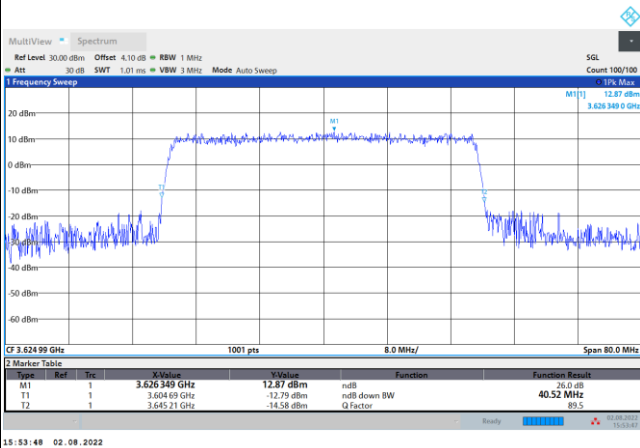 MultiView Spectrum
Ref Level 30.00 dBm Offset 4.10 dB RBW 1 MHz SGL
Att 30 dB SWT 1.01 ms VBW 3 MHz Mode Auto Sweep Count 100/100
1 Frequency Sweep 1Pk Max
M1[1] 12.87 dBm
3.626 349 0 GHz
20 dBm
M1
10 dBm
0 dBm
-10 dBm
T1
T2
-20 dBm
-30 dBm
-40 dBm
-50 dBm
-60 dBm
CF 3.624 99 GHz 1001 pts 8.0 MHz/ Span 80.0 MHz
2 Marker Table
Type Ref Trc X-Value Y-Value Function Function Result
M1 1 3.626 349 GHz 12.87 dBm ndB 26.0 dB
T1 1 3.604 69 GHz -12.79 dBm ndB down BW 40.52 MHz
T2 1 3.645 21 GHz -14.58 dBm Q Factor 89.5
Ready 02.08.2022
15:53:47
15:53:48 02.08.2022